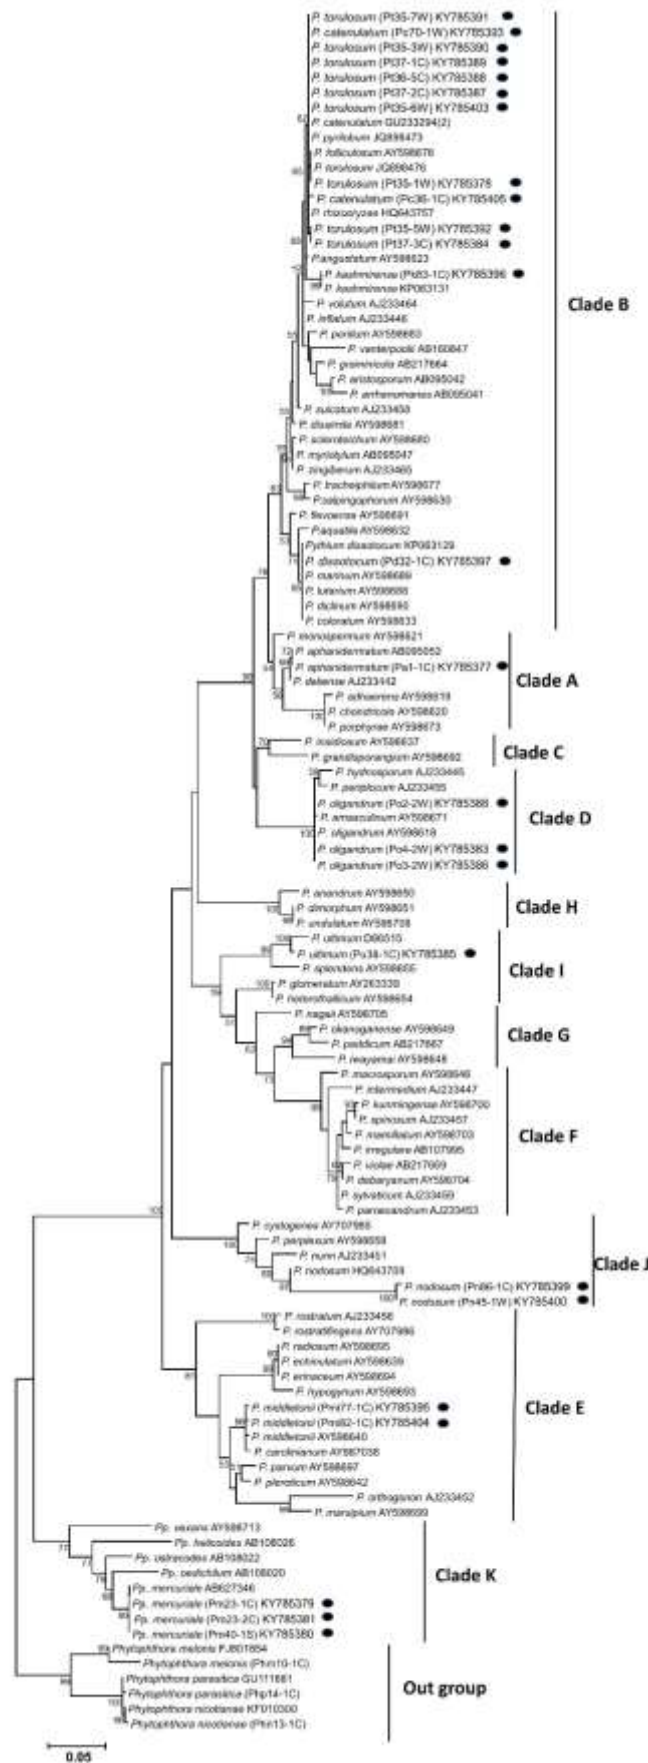 P. torulosum (Pt35-7W) KY785391
P. catenulatum (Pc70-1W) KY785393
P. torulosum (Pt35-3W) KY785390
P. torulosum (Pt37-1C) KY785389
P. torulosum (Pt36-5C) KY785388
P. torulosum (Pt37-2C) KY785387
P. torulosum (Pt35-6W) KY785403
P. catenulatum GU233294(2)
P. pyrilobum JQ898473
P. folliculosum AY598676
P. torulosum JQ898476
P. torulosum (Pt35-1W) KY785378
P. catenulatum (Pc36-1C) KY785405
P. rhizooryzae HQ643757
P. torulosum (Pt35-5W) KY785392
P. torulosum (Pt37-3C) KY785384
P.angustatum AY598623
P. kashmirense (Pk83-1C) KY785396
P. kashmirense KP063131
P. volutum AJ233464
P. inflatum AJ233446
Clade B
P. periilum AY598683
P. vanterpoolii AB160847
P. graminicola AB217664
P. aristosporum AB095042
P. arrhenomanes AB095041
P. sulcatum AJ233458
P. dissimile AY598681
P. scleroteichum AY598680
P. myriotylum AB095047
P. zingiberum AJ233465
P. tracheiphilum AY598677
P.salpingophorum AY598630
P. flevoense AY598691
P.aquatile AY598632
Pythium dissotocum KP063129
P. dissotocum (Pd32-1C) KY785397
P. marinum AY598689
P. lutarium AY598688
P. diclinum AY598690
P. coloratum AY598633
P. monospermum AY598621
P. aphanidermatum AB095052
P. aphanidermatum (Pa1-1C) KY785377
P. deliense AJ233442
Clade A
P. adhaerens AY598619
P. chondricola AY598620
P. porphyrae AY598673
P. insidiosum AY598637
P. grandisporangium AY598692
Clade C
P. hydnosporum AJ233445
P. periplocum AJ233455
P. oligandrum (Po2-2W) KY785388
P. amasculinum AY598671
Clade D
P. oligandrum AY598618
P. oligandrum (Po4-2W) KY785383
P. oligandrum (Po3-2W) KY785386
P. anandrum AY598650
P. dimorphum AY598651
Clade H
P. undulatum AY598708
P. ultimum
P. ultimum (Pu38-1C) KY785385
P. splendens AY598655
Clade I
P. glomeratum AY263339
P. heterothallicum AY598654
P. nagaii AY598705
P. okanoganense AY598649
P. paddicum AB217667
Clade G
P. iwayamai AY598648
P. macrosporum AY598646
P. intermedium AJ233447
P. kunmingense AY598700
P. spinosum AJ233457
P. mamillatum AY598703
Clade F
P. irregulare AB107995
P. violae AB217669
P. debaryanum AY598704
P. sylvaticum AJ233459
P. paroecandrum AJ233453
P. cystogenes AY707986
P. perplexum AY598658
P. nunn AJ233451
Clade J
P. nodosum HQ643709
P. nodosum (Pn86-1C) KY785399
P. nodosum (Pn45-1W) KY785400
P. rostratum AJ233456
P. rostratifingens AY707986
P. radiosum AY598695
P. echinulatum AY598639
P. erinaceum AY598694
P. hypogynum AY598693
Clade E
P. middletonii (Pmi77-1C) KY785395
P. middletonii (Pmi82-1C) KY785404
P. middletonii AY598640
P. carolinianum
P. parvum AY598697
P. pleroticum AY598642
P. orthogonon AJ233452
P. marsipium AY598699
Pp. vexans AY598713
Pp. helicoides AB108026
Pp. ostracodes AB108022
Pp. oedichilum AB108020
Clade K
Pp. mercuriale AB627346
Pp. mercuriale (Pm23-1C) KY785379
Pp. mercuriale (Pm23-2C) KY785381
Pp. mercuriale (Pm40-1S) KY785380
Phytophthora melonis FJ801854
Phytophthora melonis (Phm10-1C)
Phytophthora parasitica GU111661
Out group
Phytophthora parasitica (Php14-1C)
Phytophthora nicotianae KF010300
Phytophthora nicotianae (Phn13-1C)
0.05